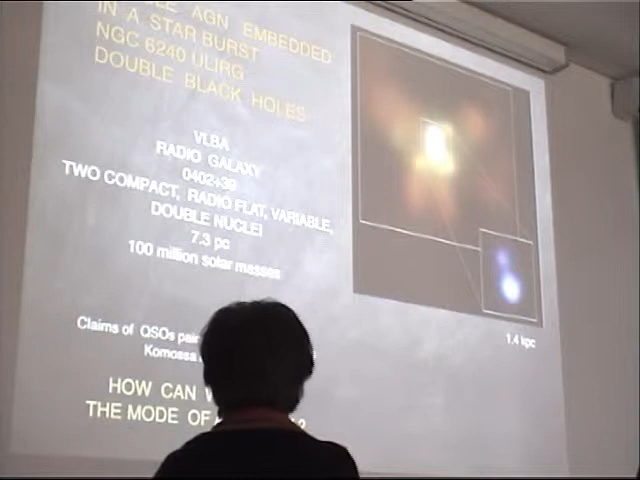 AGN EMBEDDED
IN A STAR BURST
NGC 6240 ULIRG
DOUBLE BLACK HOLES
VLBA
RADIO GALAXY
0402+39
TWO COMPACT, RADIO FLAT, VARIABLE,
DOUBLE NUCLEI
7.3 pc
100 million solar masses
1.4 kpc
Claims of QSOs
Komossa
HOW CAN
THE MODE OF